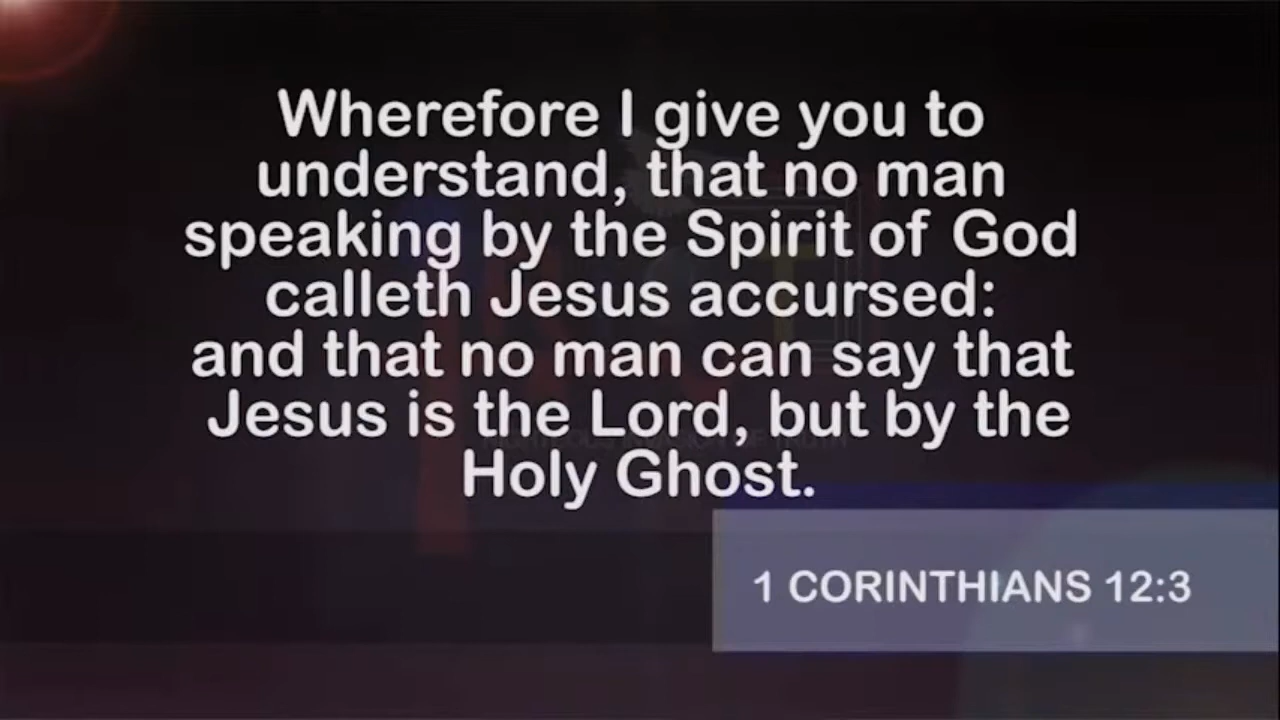 Wherefore I give you to
understand, that no man
speaking by the Spirit of God
calleth Jesus accursed:
and that no man can say that
Jesus is the Lord, but by the
Holy Ghost.
1 CORINTHIANS 12:3